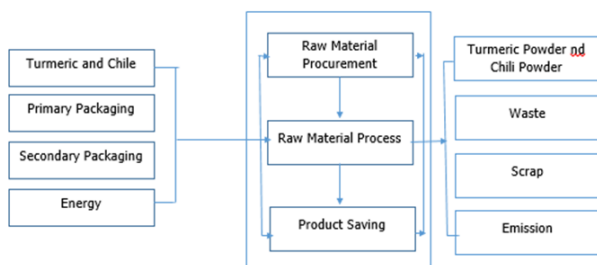 Turmeric and Chile
Primary Packaging
Secondary Packaging
Energy
Raw Material
Procurement
Raw Material Process
Product Saving
Turmeric Powder nd
Chili Powder
Waste
Scrap
Emission